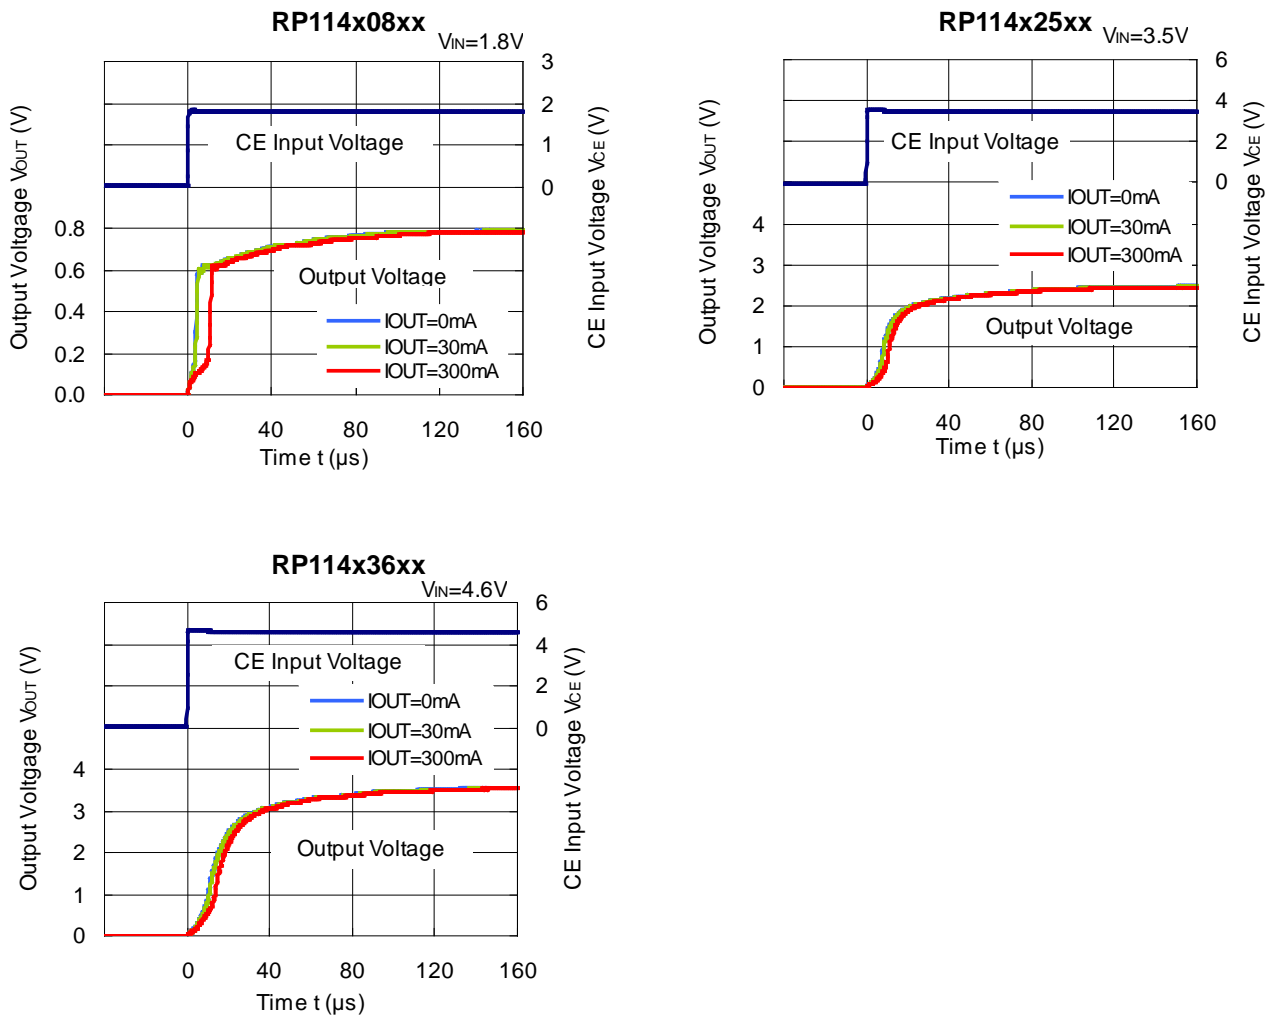 RP114x08xx
VIN=1.8V
3
2
1
0
CE Input Voltage
Output Voltgage VOUT (V)
CE Input Voltage VCE (V)
0.8
0.6
0.4
0.2
0.0
Output Voltage
IOUT=0mA
IOUT=30mA
IOUT=300mA
0 40 80 120 160
Time t (µs)
RP114x25xx
VIN=3.5V
6
4
2
0
CE Input Voltage
Output Voltgage VOUT (V)
CE Input Voltage VCE (V)
IOUT=0mA
IOUT=30mA
IOUT=300mA
4
3
2
1
0
Output Voltage
0 40 80 120 160
Time t (µs)
RP114x36xx
VIN=4.6V
6
4
2
0
CE Input Voltage
Output Voltgage VOUT (V)
CE Input Voltage VCE (V)
IOUT=0mA
IOUT=30mA
IOUT=300mA
4
3
2
1
0
Output Voltage
0 40 80 120 160
Time t (µs)